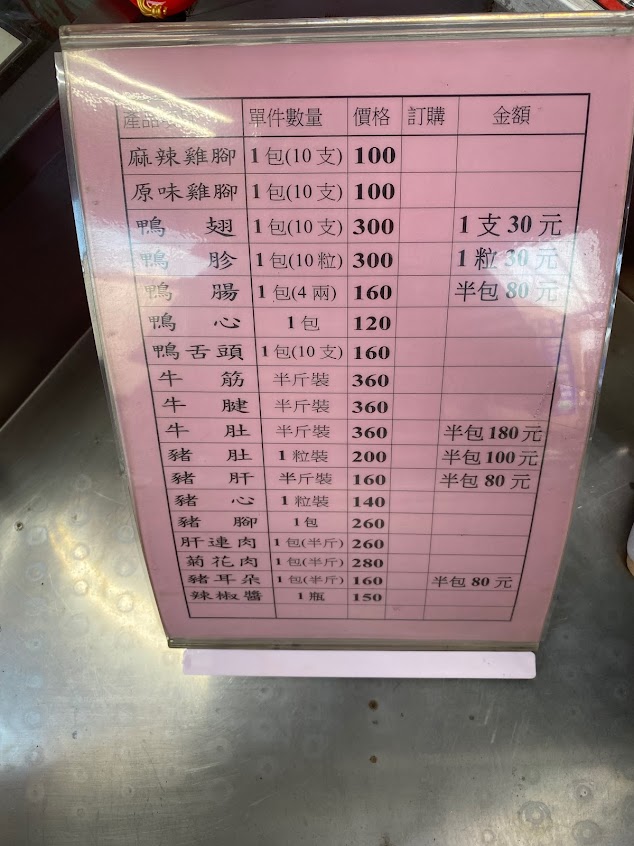 產品 單件數量 價格 訂購 金額
麻辣雞腳 1包(10支) 100
原味雞腳 1包(10支) 100
鴨翅 1包(10支) 300 1支30元
鴨胗 1包(10粒) 300 1粒30元
鴨腸 1包(4兩) 160 半包80元
鴨心 1包 120
鴨舌頭 1包(10支) 160
牛筋 半斤裝 360
牛腱 半斤裝 360
牛肚 半斤裝 360 半包180元
豬肚 1粒裝 200 半包100元
豬肝 半斤裝 160 半包80元
豬心 1粒裝 140
豬腳 1包 260
肝連肉 1包(半斤) 260
菊花肉 1包(半斤) 280
豬耳朵 1包(半斤) 160 半包80元
辣椒醬 1瓶 150